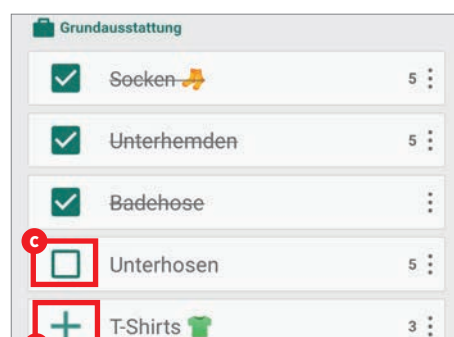 Grundausstattung
Socken 5
Unterhemden 5
Badehose
C
Unterhosen 5
T-Shirts 3